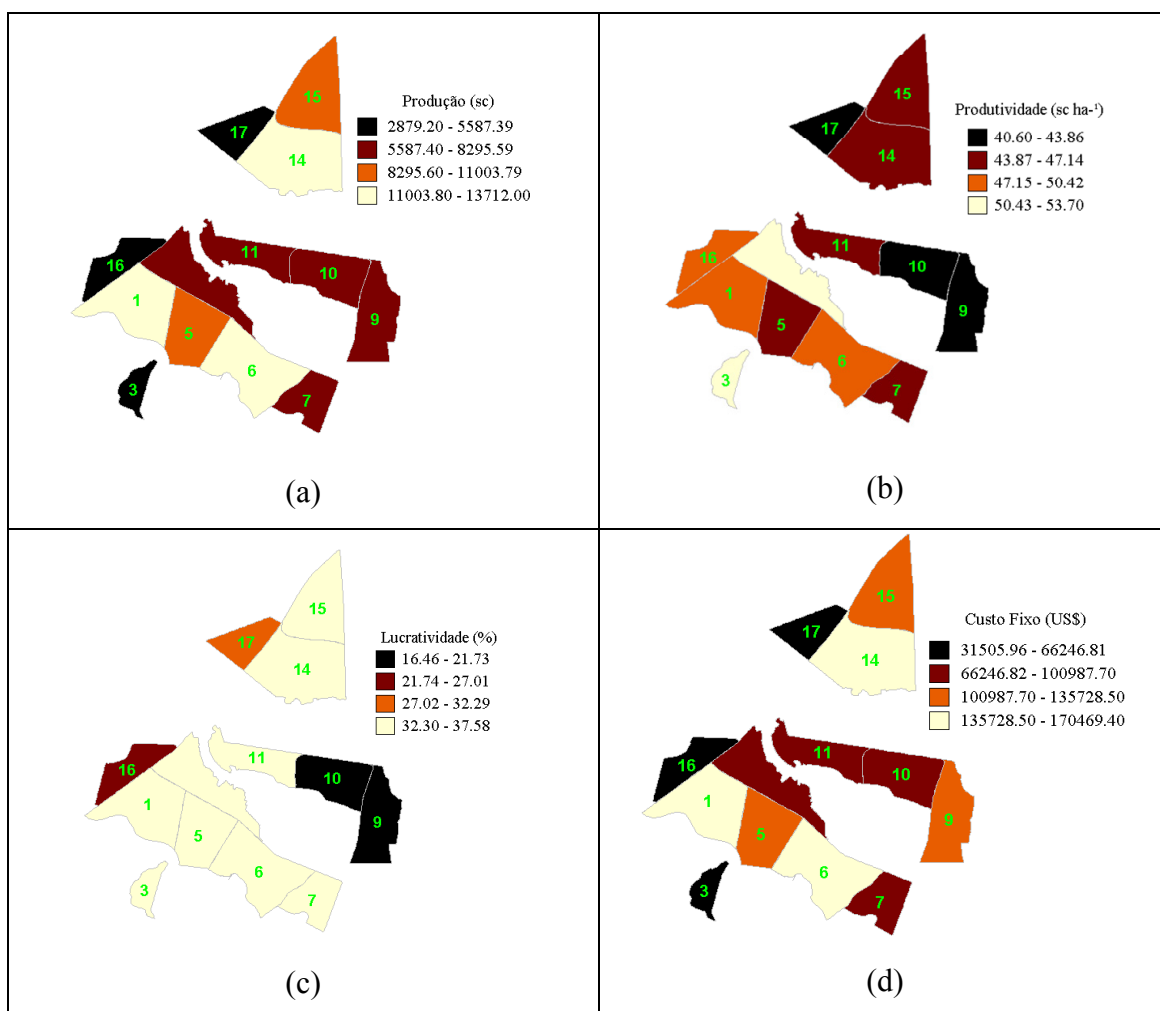 Produção (sc)
2879.20 - 5587.39
5587.40 - 8295.59
8295.60 - 11003.79
11003.80 - 13712.00
15
17
14
16
11
10
1
9
5
6
3
7
(a)
Produtividade (sc ha-¹)
40.60 - 43.86
43.87 - 47.14
47.15 - 50.42
50.43 - 53.70
15
17
14
11
16
10
1
9
5
6
3
7
(b)
Lucratividade (%)
16.46 - 21.73
21.74 - 27.01
27.02 - 32.29
32.30 - 37.58
15
17
14
11
16
10
1
9
5
6
3
7
(c)
Custo Fixo (US$)
31505.96 - 66246.81
66246.82 - 100987.70
100987.70 - 135728.50
135728.50 - 170469.40
15
17
14
16
11
10
1
9
5
6
3
7
(d)